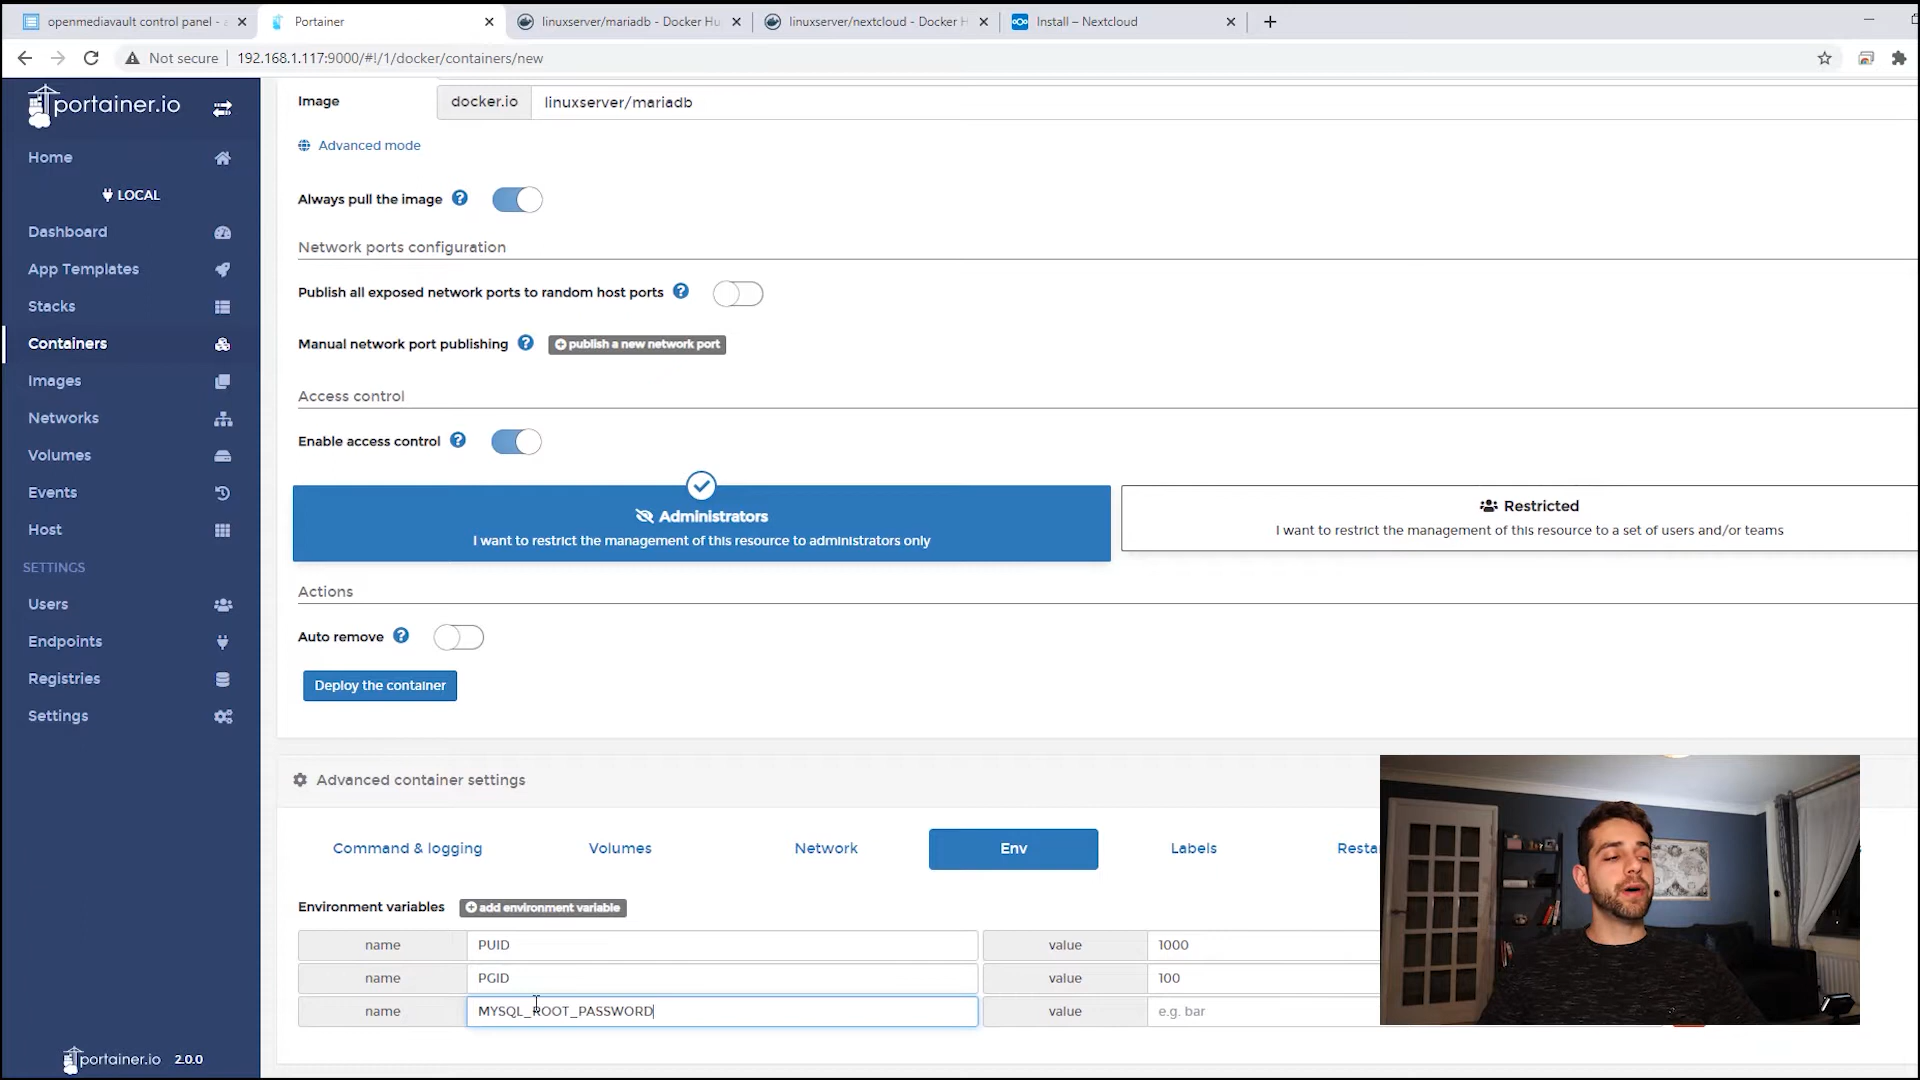 openmediavault control panel -
Portainer
linuxserver/mariadb - Docker Hu
linuxserver/nextcloud - Docker H
Install – Nextcloud
Not secure
192.168.1.117:9000/#!/1/docker/containers/new
portainer.io
Home
LOCAL
Dashboard
App Templates
Stacks
Containers
Images
Networks
Volumes
Events
Host
SETTINGS
Users
Endpoints
Registries
Settings
portainer.io 2.0.0
Image
docker.io
linuxserver/mariadb
Advanced mode
Always pull the image
Network ports configuration
Publish all exposed network ports to random host ports
Manual network port publishing
publish a new network port
Access control
Enable access control
Administrators
I want to restrict the management of this resource to administrators only
Restricted
I want to restrict the management of this resource to a set of users and/or teams
Actions
Auto remove
Deploy the container
Advanced container settings
Command & logging
Volumes
Network
Env
Labels
Resta
Environment variables
add environment variable
name PUID value 1000
name PGID value 100
name MYSQL_ROOT_PASSWORD value e.g. bar